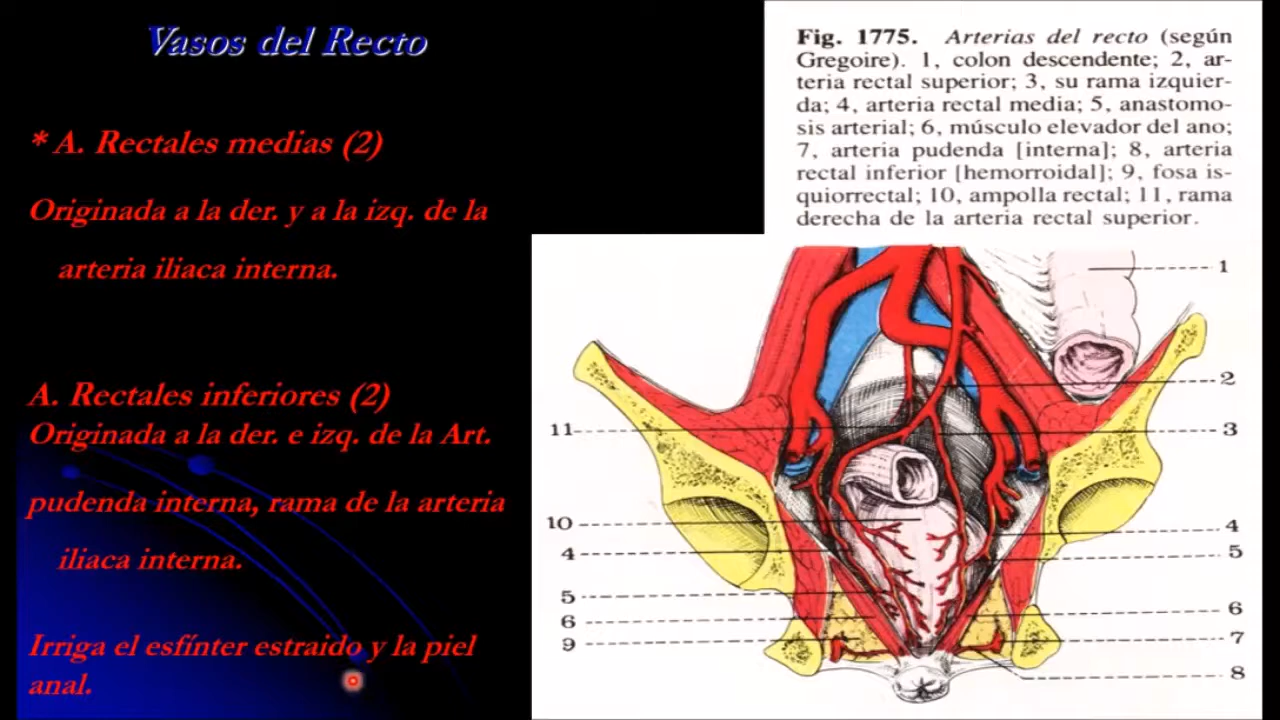 Vasos del Recto
* A. Rectales medias (2)
Originada a la der. y a la izq. de la
arteria iliaca interna.
A. Rectales inferiores (2)
Originada a la der. e izq. de la Art.
pudenda interna, rama de la arteria
iliaca interna.
Irriga el esfínter estraido y la piel
anal.
Fig. 1775. Arterias del recto (según
Gregoire). 1, colon descendente; 2, ar-
teria rectal superior; 3, su rama izquier-
da; 4, arteria rectal media; 5, anastomo-
sis arterial; 6, músculo elevador del ano;
7, arteria pudenda [interna]; 8, arteria
rectal inferior [hemorroidal]; 9, fosa is-
quiorrectal; 10, ampolla rectal; 11, rama
derecha de la arteria rectal superior.
1
2
11
3
10
4
4
5
5
6
6
7
9
8